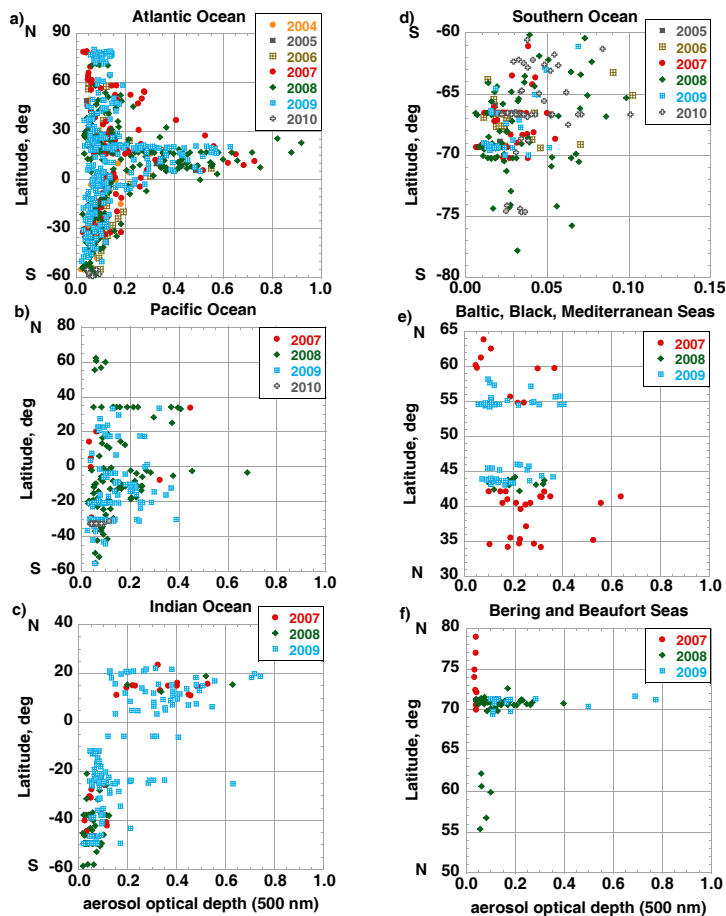 a) N
Atlantic Ocean
90
60
30
0
-30
-60
S
Latitude, deg
0.0 0.2 0.4 0.6 0.8 1.0
2004
2005
2006
2007
2008
2009
2010
d) S
Southern Ocean
-60
-65
-70
-75
-80
S
Latitude, deg
0.00 0.05 0.10 0.15
2005
2006
2007
2008
2009
2010
b) N
Pacific Ocean
80
60
40
20
0
-20
-40
-60
S
Latitude, deg
0.0 0.2 0.4 0.6 0.8 1.0
2007
2008
2009
2010
e) N
Baltic, Black, Mediterranean Seas
65
60
55
50
45
40
35
30
N
Latitude, deg
0.0 0.2 0.4 0.6 0.8 1.0
2007
2008
2009
c) N
Indian Ocean
40
20
0
-20
-40
-60
S
Latitude, deg
0.0 0.2 0.4 0.6 0.8 1.0
aerosol optical depth (500 nm)
2007
2008
2009
f) N
Bering and Beaufort Seas
80
70
60
50
N
Latitude, deg
0.0 0.2 0.4 0.6 0.8 1.0
aerosol optical depth (500 nm)
2007
2008
2009